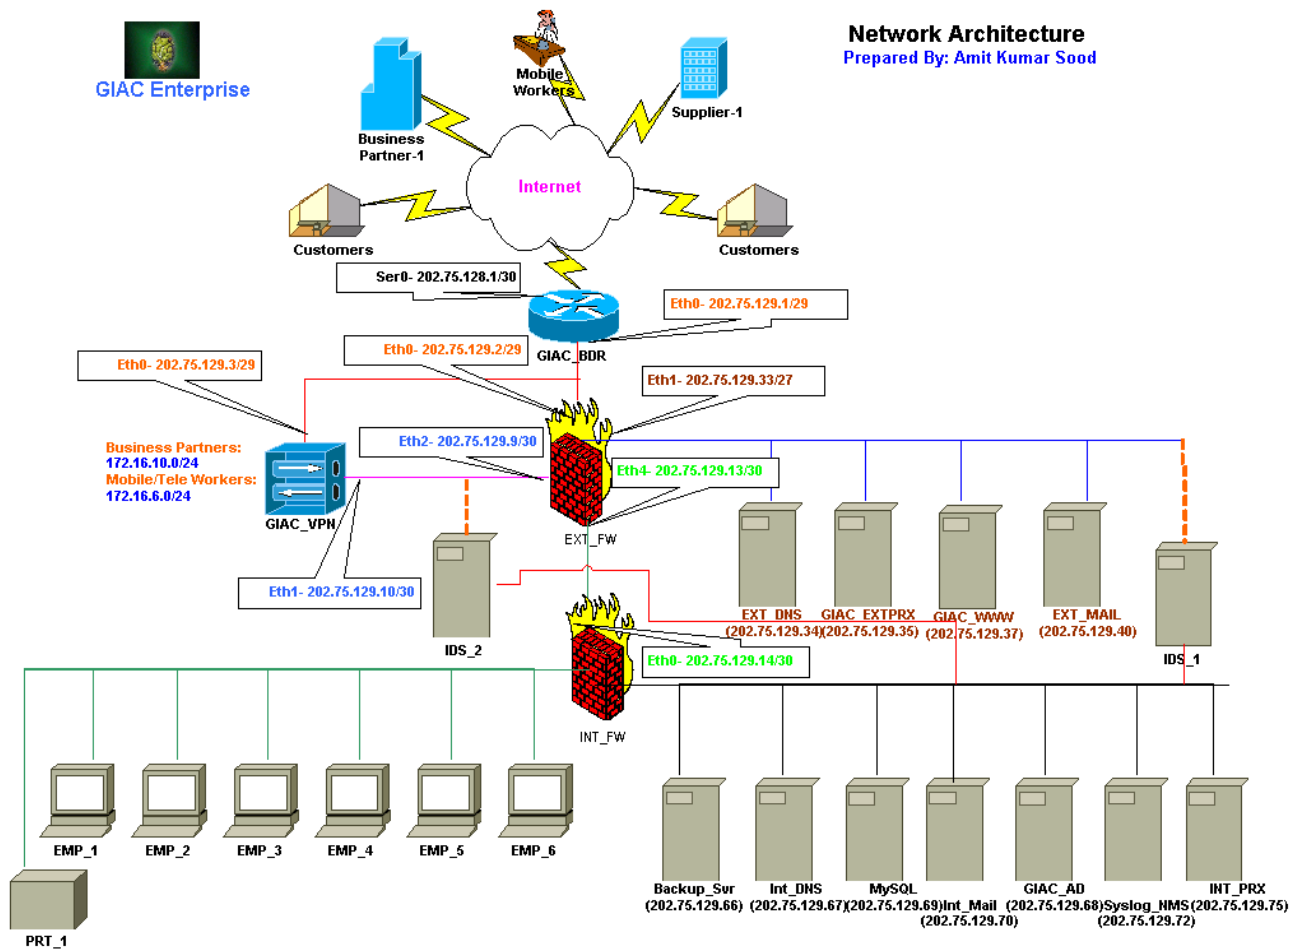 Network Architecture
Prepared By: Amit Kumar Sood
GIAC Enterprise
Mobile
Workers
Supplier-1
Business
Partner-1
Internet
Customers
Customers
Ser0- 202.75.128.1/30
Eth0- 202.75.129.1/29
GIAC_BDR
Eth0- 202.75.129.2/29
Eth0- 202.75.129.3/29
Eth1- 202.75.129.33/27
Business Partners:
172.16.10.0/24
Mobile/Tele Workers:
172.16.6.0/24
Eth2- 202.75.129.9/30
Eth4- 202.75.129.13/30
GIAC_VPN
EXT_FW
Eth1- 202.75.129.10/30
EXT_DNS
(202.75.129.34)
GIAC_EXTPRX
(202.75.129.35)
GIAC_WWW
(202.75.129.37)
EXT_MAIL
(202.75.129.40)
IDS_2
IDS_1
Eth0- 202.75.129.14/30
INT_FW
EMP_1
EMP_2
EMP_3
EMP_4
EMP_5
EMP_6
PRT_1
Backup_Svr
(202.75.129.66)
Int_DNS
(202.75.129.67)
MySQL
(202.75.129.69)
Int_Mail
(202.75.129.70)
GIAC_AD
(202.75.129.68)
Syslog_NMS
(202.75.129.72)
INT_PRX
(202.75.129.75)